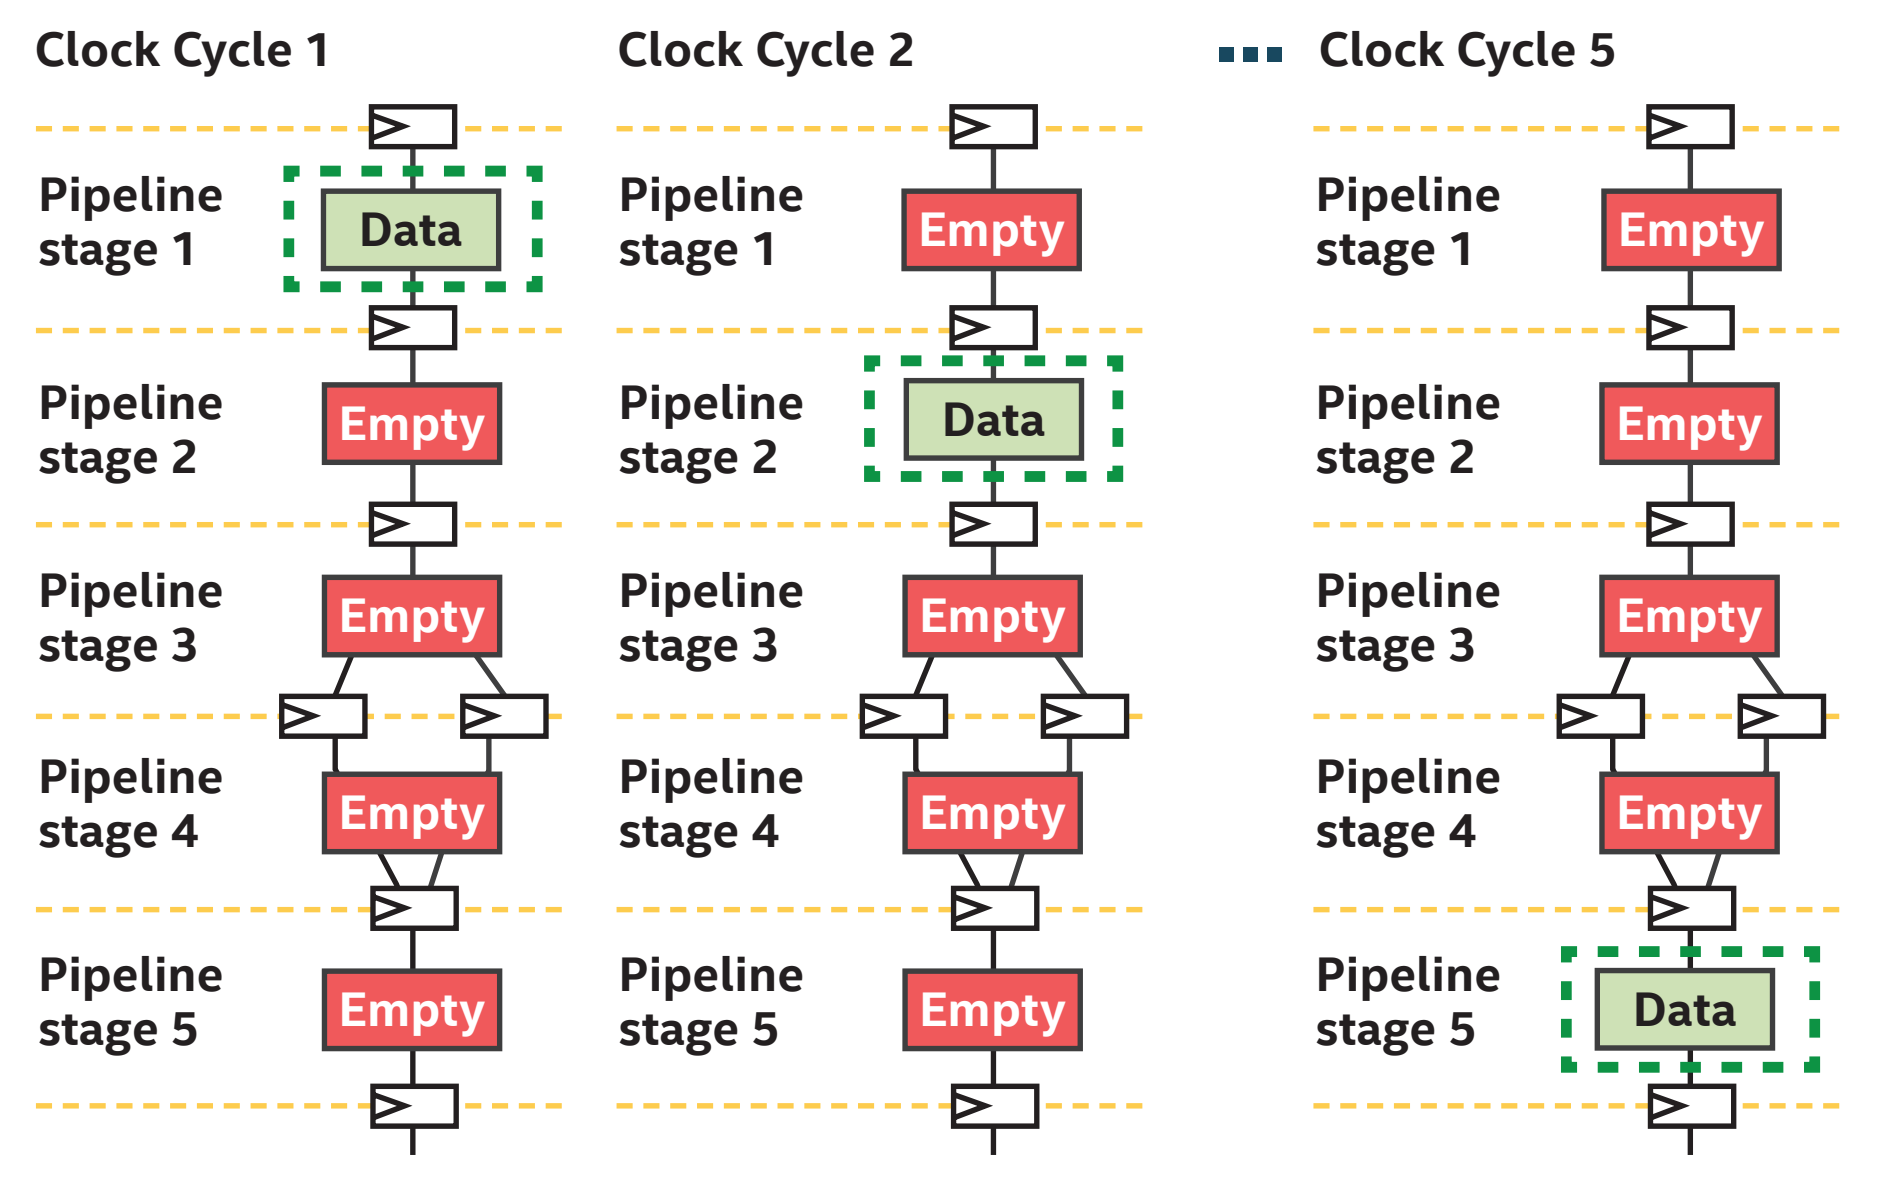 Clock Cycle 1
Pipeline
stage 1
Data
Pipeline
stage 2
Empty
Pipeline
stage 3
Empty
Pipeline
stage 4
Empty
Pipeline
stage 5
Empty
Clock Cycle 2
Pipeline
stage 1
Empty
Pipeline
stage 2
Data
Pipeline
stage 3
Empty
Pipeline
stage 4
Empty
Pipeline
stage 5
Empty
Clock Cycle 5
Pipeline
stage 1
Empty
Pipeline
stage 2
Empty
Pipeline
stage 3
Empty
Pipeline
stage 4
Empty
Pipeline
stage 5
Data